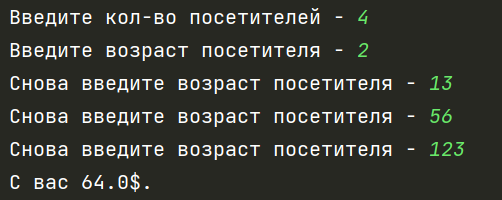 Введите кол-во посетителей - 4
Введите возраст посетителя - 2
Снова введите возраст посетителя - 13
Снова введите возраст посетителя - 56
Снова введите возраст посетителя - 123
С вас 64.0$.